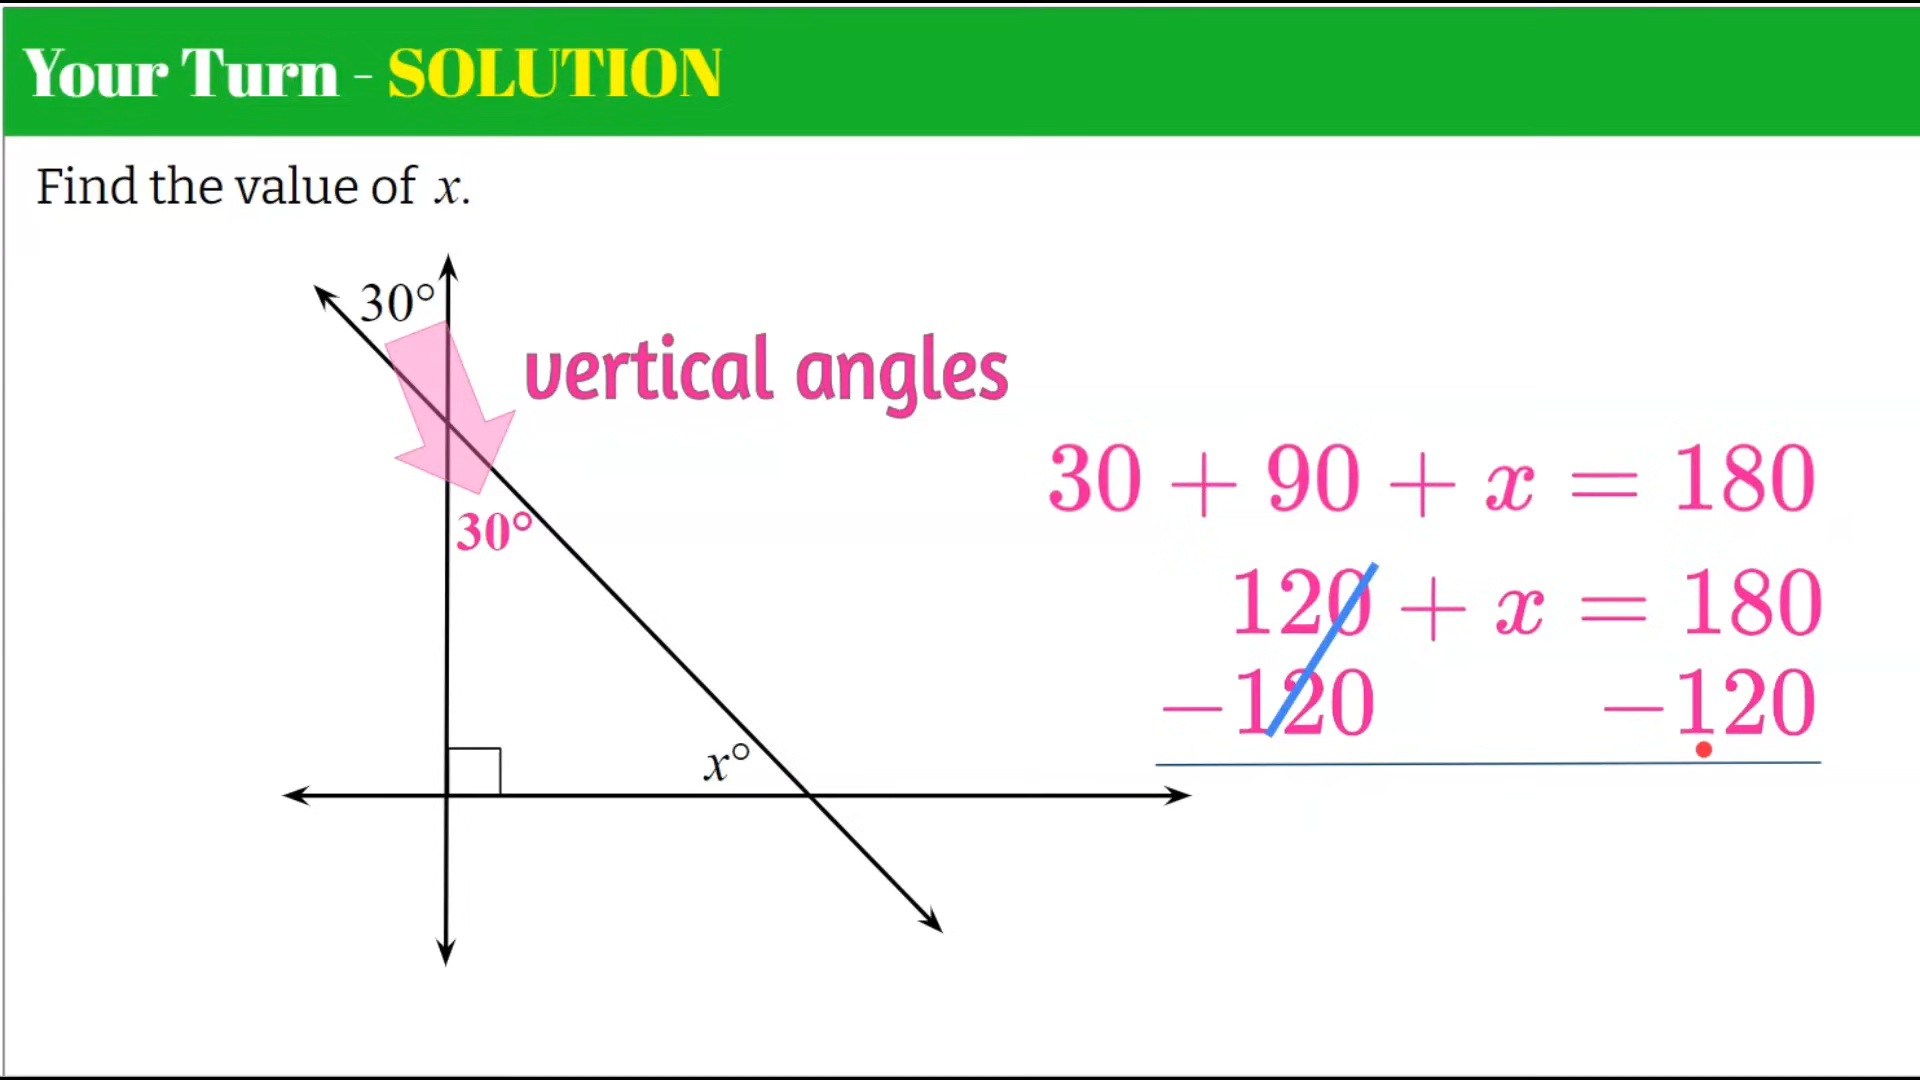 Your Turn - SOLUTION
Find the value of x.
30°
vertical angles
30 + 90 + x = 180
30°
120 + x = 180
−120 −120
x°